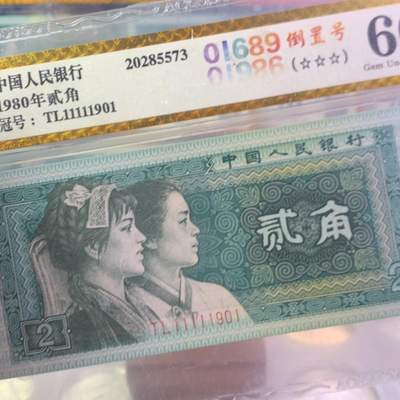 中国人民银行
1980年贰角
冠号：TL11111901
20285573
01689 倒置号
01986 (☆☆☆)
66
Gem Unc
中国人民银行
贰角
2
TL11111901
2